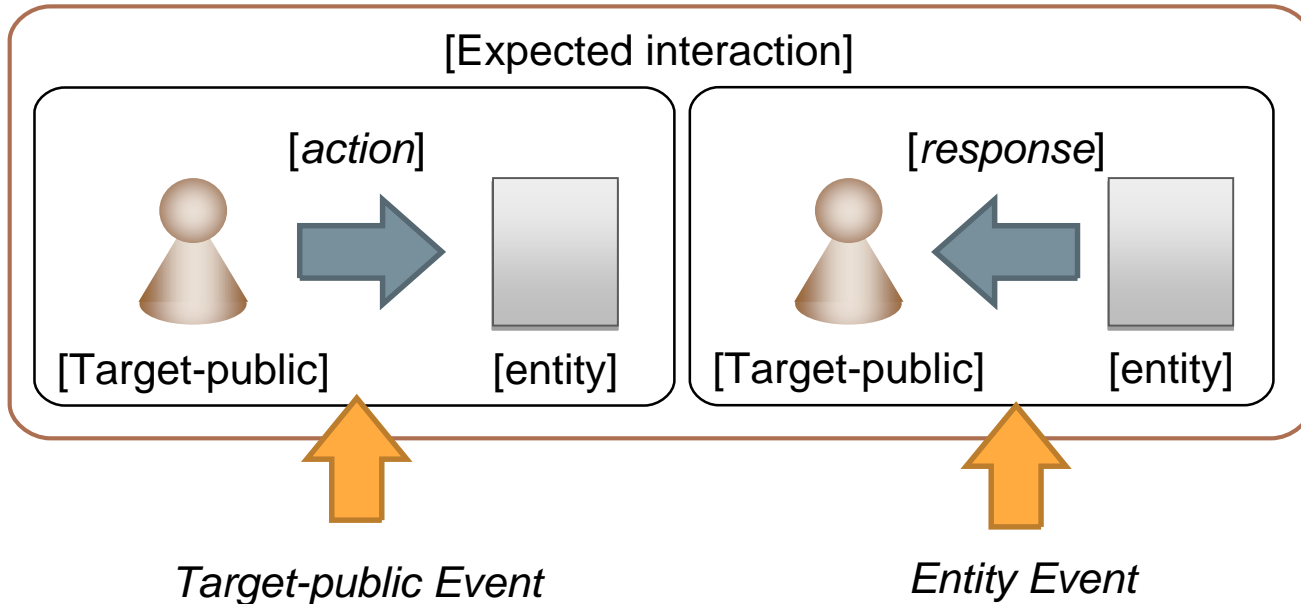 [Expected interaction]
[action]
[response]
[Target-public]
[entity]
[Target-public]
[entity]
Target-public Event
Entity Event